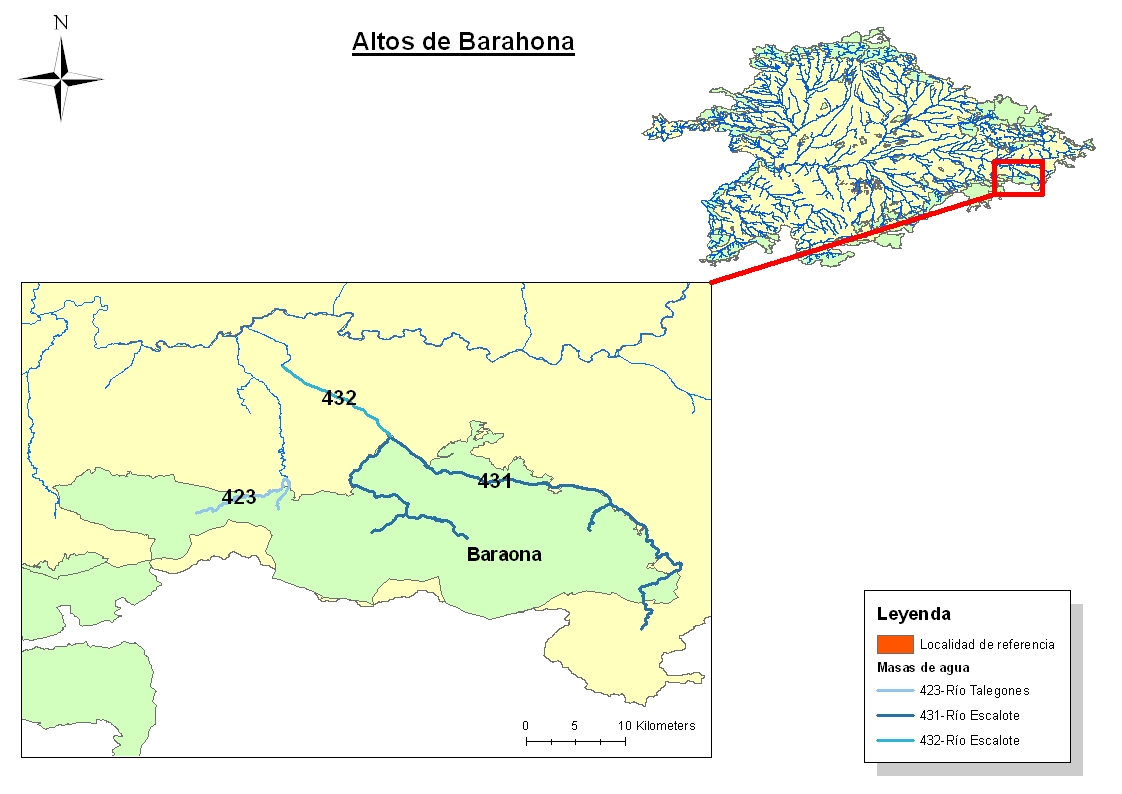 N
Altos de Barahona
432
431
423
Baraona
0 5 10 Kilometers
Leyenda
Localidad de referencia
Masas de agua
423-Río Talegones
431-Río Escalote
432-Río Escalote